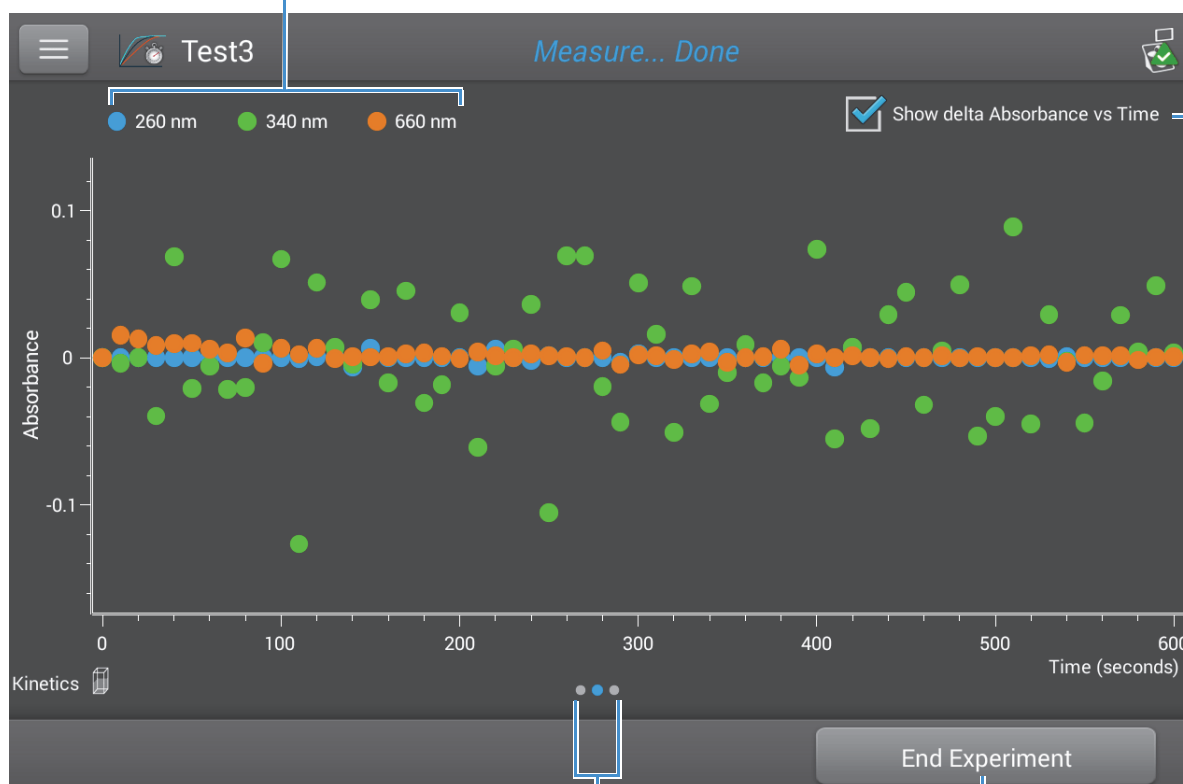 Test3
Measure... Done
260 nm 340 nm 660 nm
Show delta Absorbance vs Time
0.1
0
-0.1
Absorbance
0 100 200 300 400 500 600
Time (seconds)
Kinetics
End Experiment